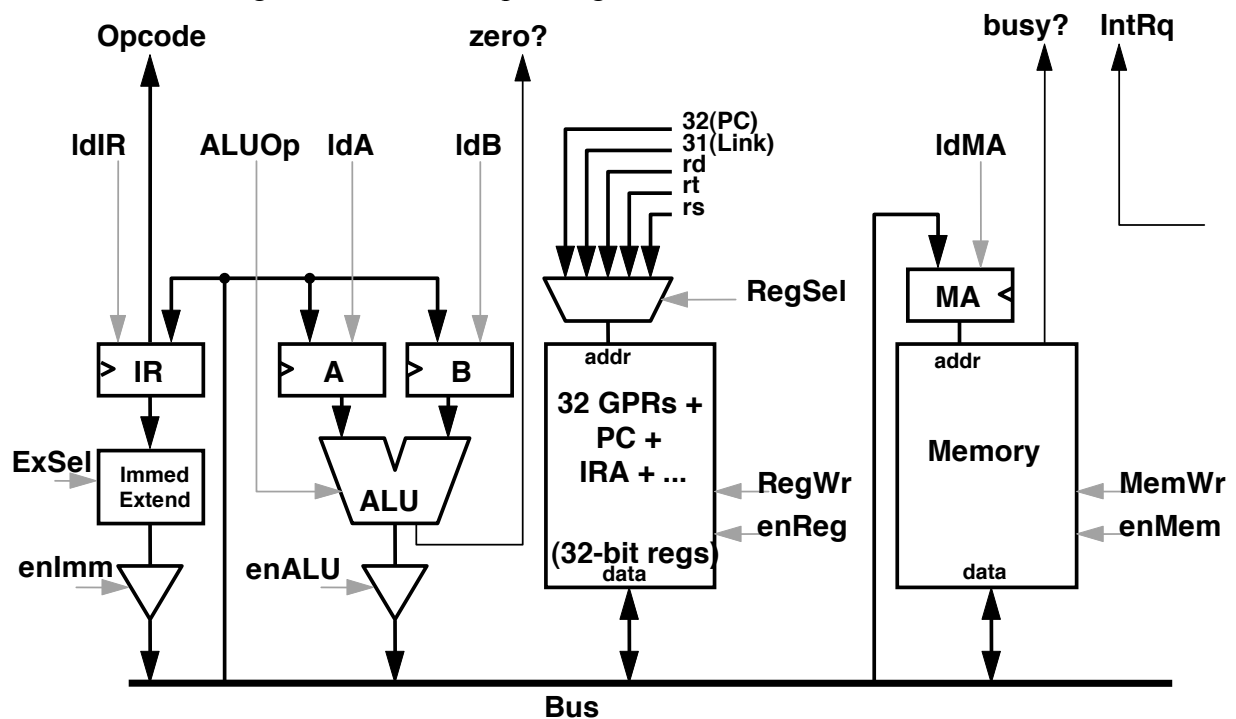 Opcode
zero?
busy?
IntRq
32(PC)
31(Link)
rd
rt
rs
ldIR
ALUOp
ldA
ldB
ldMA
RegSel
MA
IR
A
B
addr
addr
32 GPRs +
PC +
IRA + ...
Memory
ExSel
Immed
Extend
ALU
RegWr
MemWr
enReg
enMem
(32-bit regs)
data
data
enImm
enALU
Bus